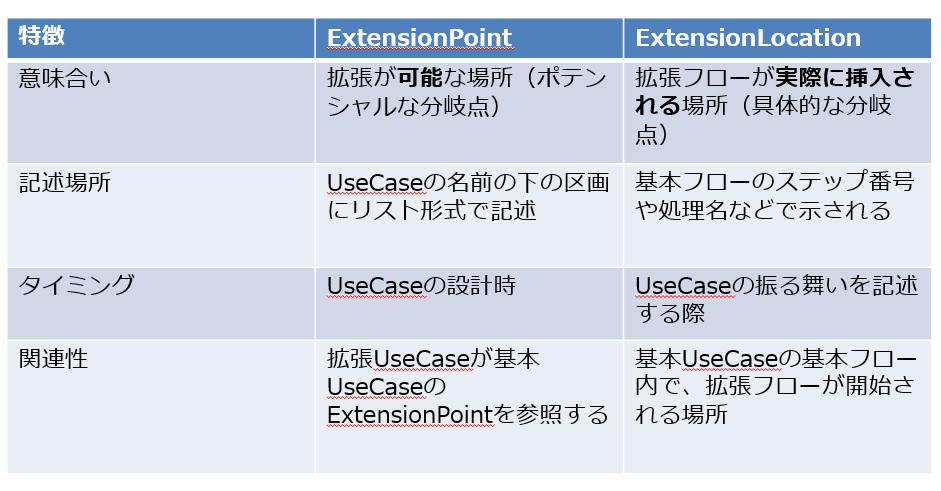 特徴
ExtensionPoint
ExtensionLocation
意味合い
拡張が可能な場所（ポテン
シャルな分岐点）
拡張フローが実際に挿入さ
れる場所（具体的な分岐
点）
記述場所
UseCaseの名前の下の区画
にリスト形式で記述
基本フローのステップ番号
や処理名などで示される
タイミング
UseCaseの設計時
UseCaseの振る舞いを記述
する際
関連性
拡張UseCaseが基本
UseCaseの
ExtensionPointを参照する
基本UseCaseの基本フロー
内で、拡張フローが開始さ
れる場所